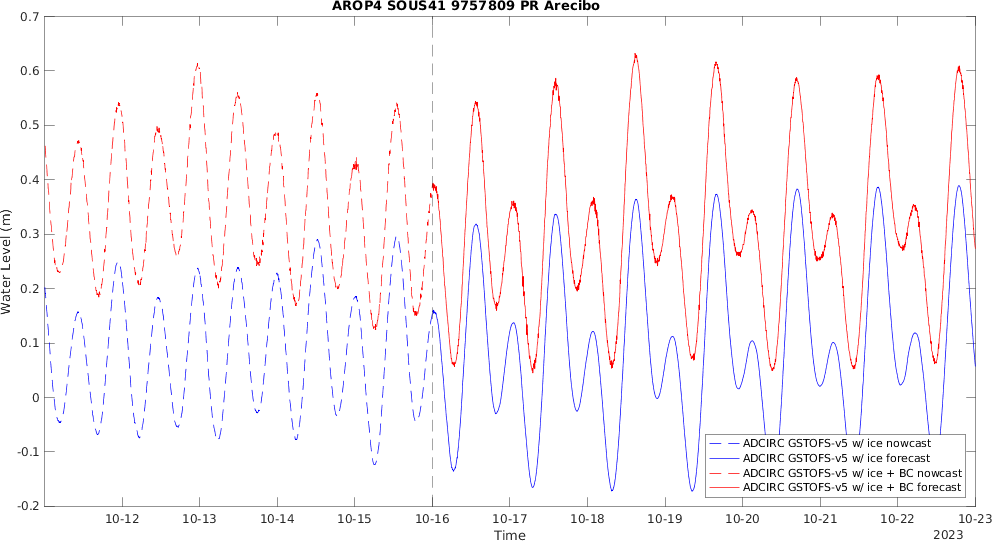 AROP4 SOUS41 9757809 PR Arecibo
0.7
0.6
0.5
0.4
0.3
0.2
0.1
0
-0.1
-0.2
Water Level (m)
ADCIRC GSTOFS-v5 w/ ice nowcast
ADCIRC GSTOFS-v5 w/ ice forecast
ADCIRC GSTOFS-v5 w/ ice + BC nowcast
ADCIRC GSTOFS-v5 w/ ice + BC forecast
10-12 10-13 10-14 10-15 10-16 10-17 10-18 10-19 10-20 10-21 10-22 10-23
Time
2023